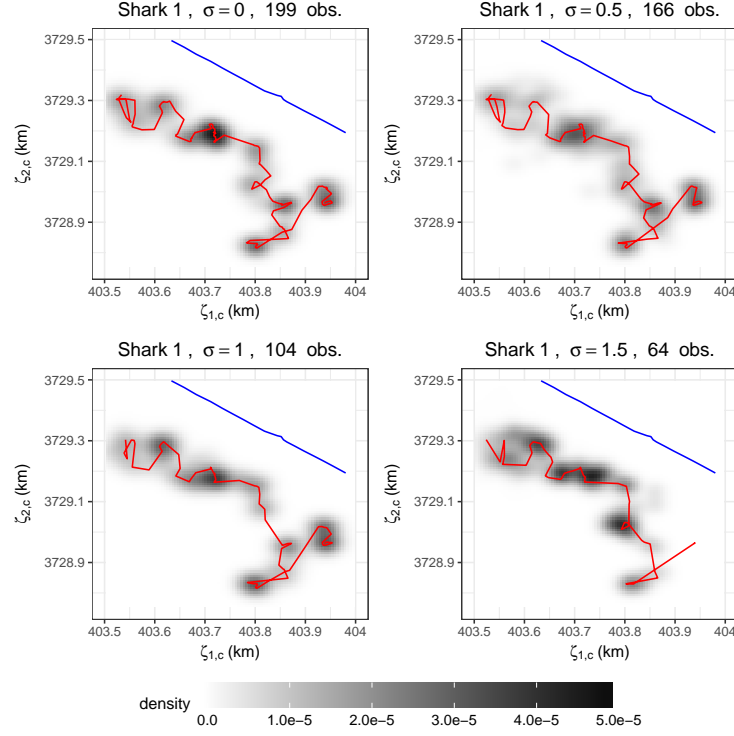 Shark 1 , σ = 0 , 199 obs.
Shark 1 , σ = 0.5 , 166 obs.
3729.5
3729.3
3729.1
3728.9
ζ2,c (km)
403.5 403.6 403.7 403.8 403.9 404
ζ1,c (km)
3729.5
3729.3
3729.1
3728.9
ζ2,c (km)
403.5 403.6 403.7 403.8 403.9 404
ζ1,c (km)
Shark 1 , σ = 1 , 104 obs.
Shark 1 , σ = 1.5 , 64 obs.
3729.5
3729.3
3729.1
3728.9
ζ2,c (km)
403.5 403.6 403.7 403.8 403.9 404
ζ1,c (km)
3729.5
3729.3
3729.1
3728.9
ζ2,c (km)
403.5 403.6 403.7 403.8 403.9 404
ζ1,c (km)
density
0.0 1.0e−5 2.0e−5 3.0e−5 4.0e−5 5.0e−5